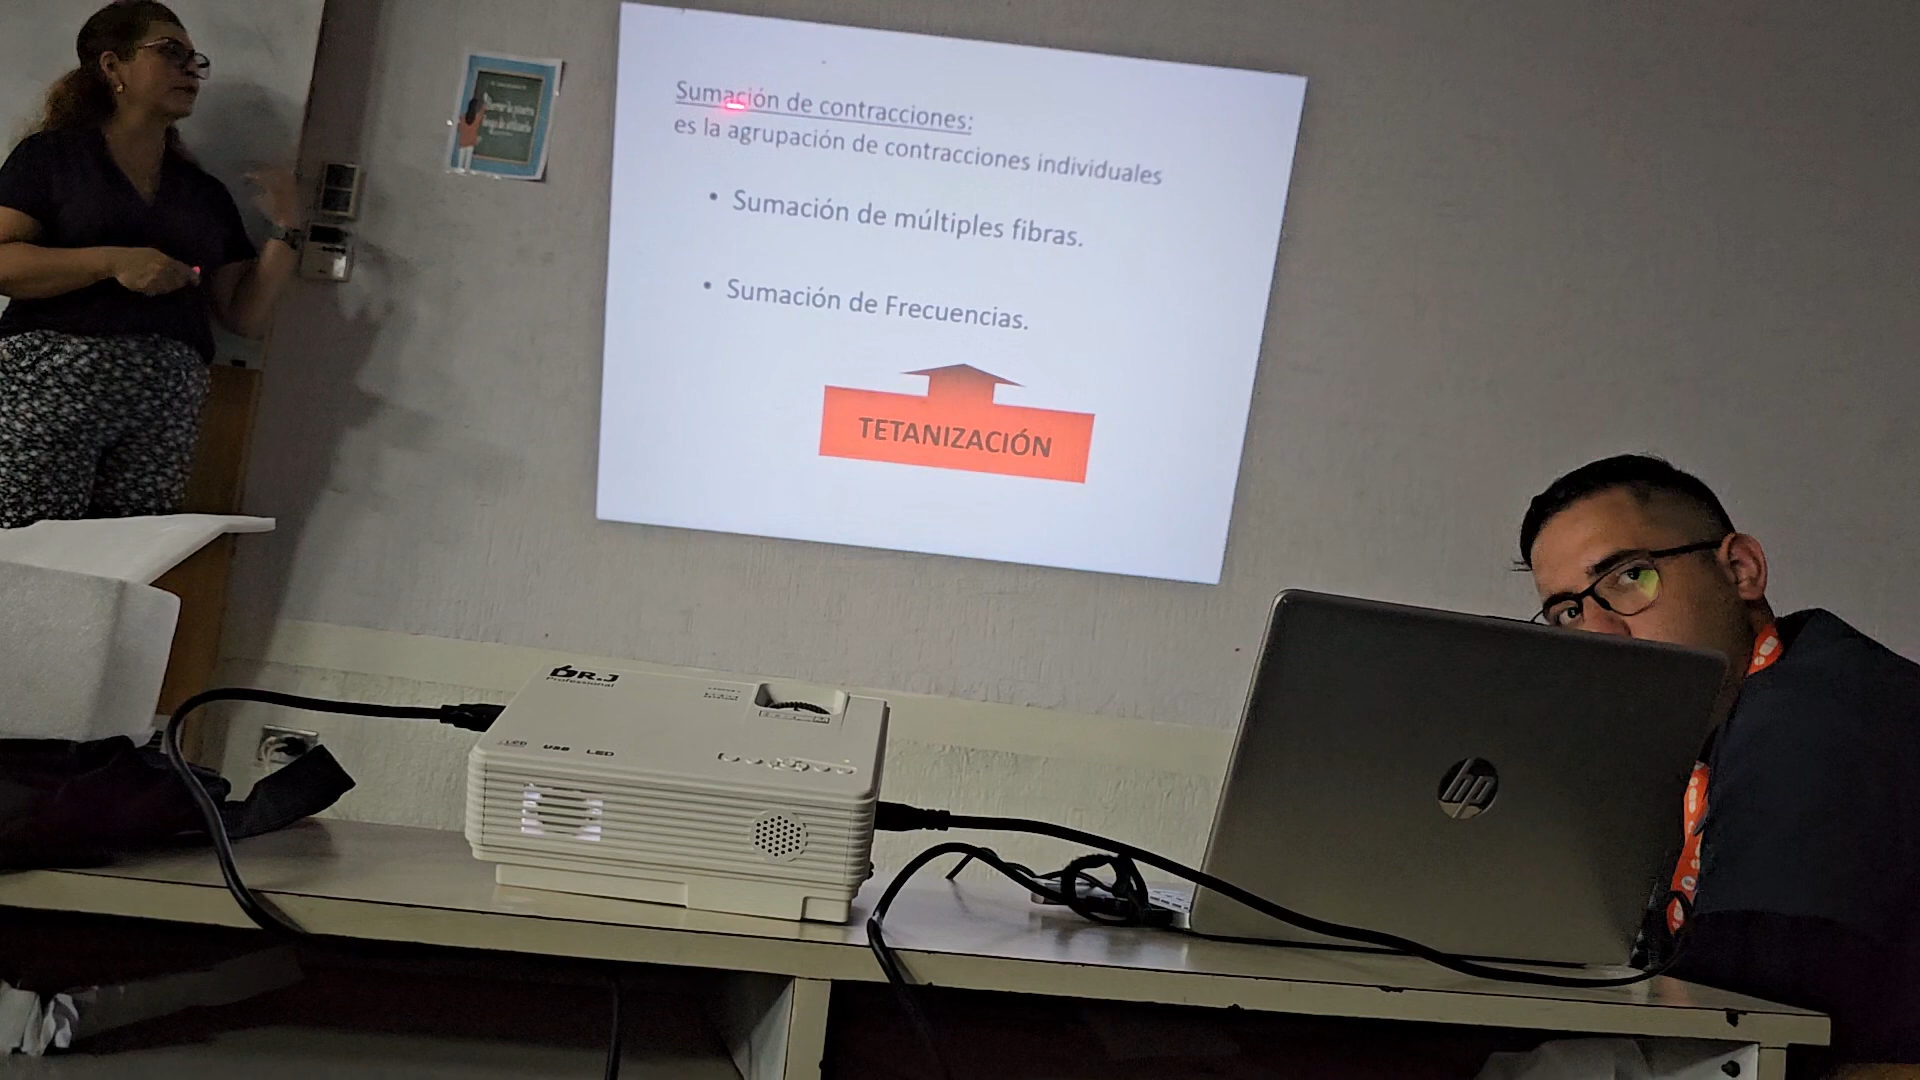 Sumación de contracciones:
es la agrupación de contracciones individuales
• Sumación de múltiples fibras.
• Sumación de Frecuencias.
TETANIZACIÓN
DR.J
Professional
USB LED
hp